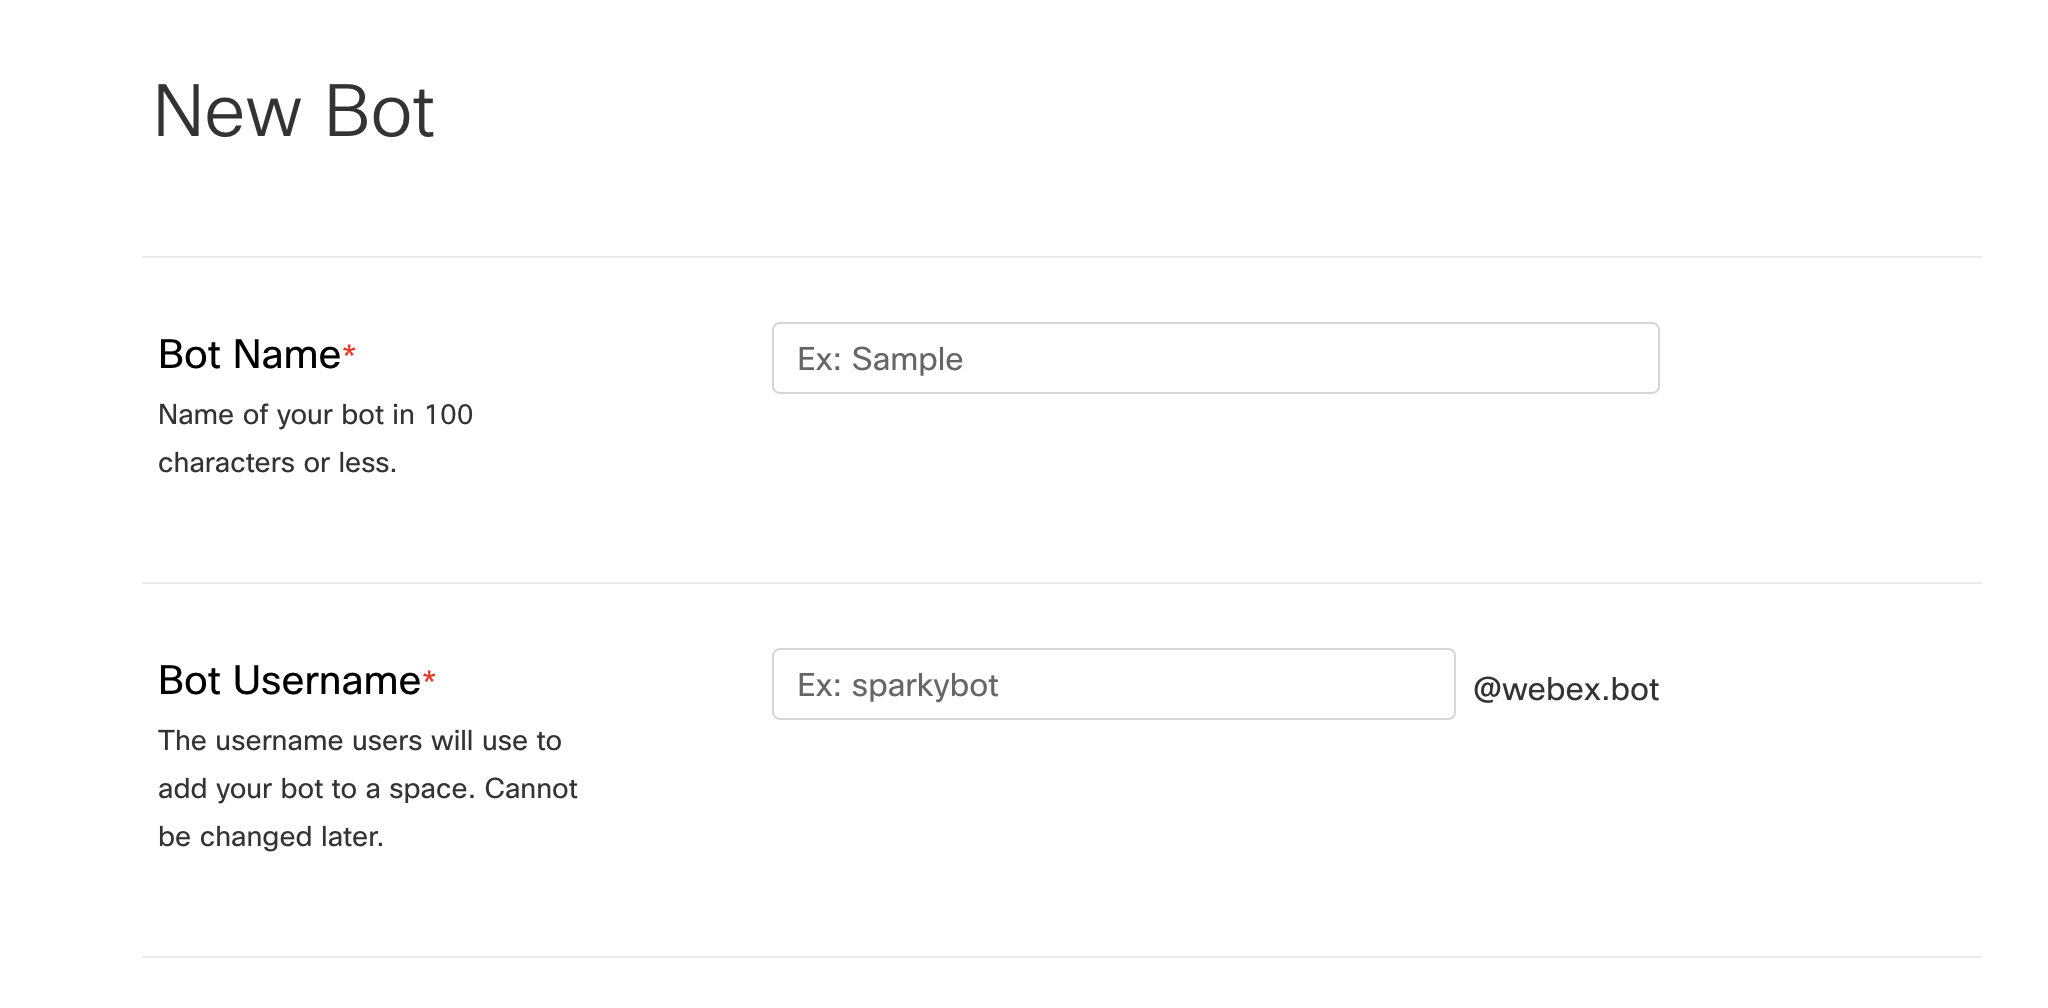 New Bot
Bot Name*
Ex: Sample
Name of your bot in 100
characters or less.
Bot Username*
Ex: sparkybot
@webex.bot
The username users will use to
add your bot to a space. Cannot
be changed later.